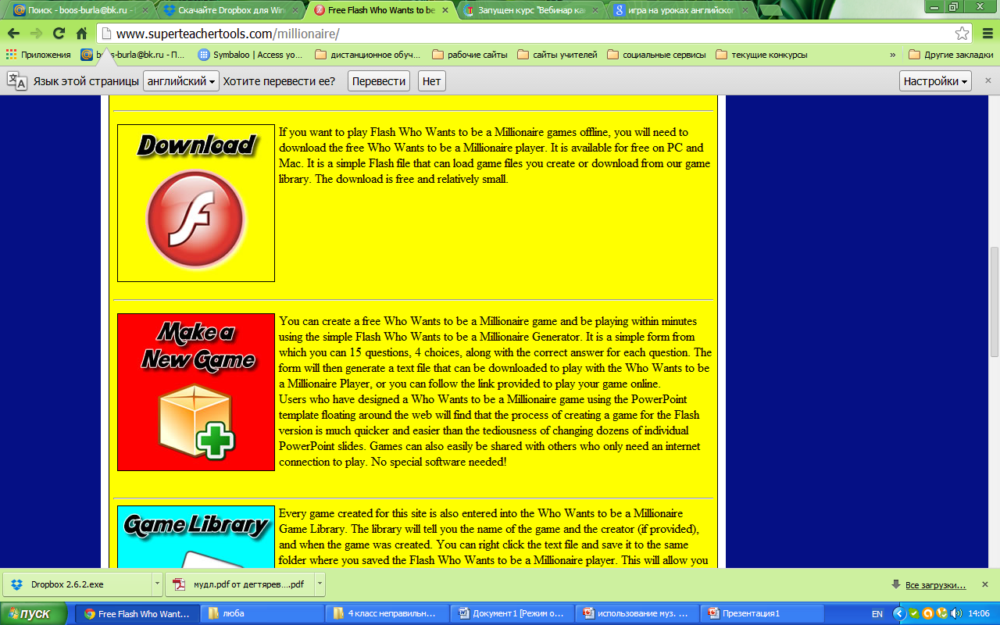 Поиск - boos-burla@bk.ru -
Скачайте Dropbox для Win
Free Flash Who Wants to be
Запущен курс "Вебинар ка
игра на уроках английског
www.superteachertools.com/millionaire/
Приложения
boos-burla@bk.ru - П...
Symbaloo | Access yo...
дистанционное обуч...
рабочие сайты
сайты учителей
социальные сервисы
текущие конкурсы
»
Другие закладки
Язык этой страницы
английский
Хотите перевести ее?
Перевести
Нет
Настройки
Download
If you want to play Flash Who Wants to be a Millionaire games offline, you will need to
download the free Who Wants to be a Millionaire player. It is available for free on PC and
Mac. It is a simple Flash file that can load game files you create or download from our game
library. The download is free and relatively small.
Make a
New Game
You can create a free Who Wants to be a Millionaire game and be playing within minutes
using the simple Flash Who Wants to be a Millionaire Generator. It is a simple form from
which you can 15 questions, 4 choices, along with the correct answer for each question. The
form will then generate a text file that can be downloaded to play with the Who Wants to be
a Millionaire Player, or you can follow the link provided to play your game online.
Users who have designed a Who Wants to be a Millionaire game using the PowerPoint
template floating around the web will find that the process of creating a game for the Flash
version is much quicker and easier than the tediousness of changing dozens of individual
PowerPoint slides. Games can also easily be shared with others who only need an internet
connection to play. No special software needed!
Game Library
Every game created for this site is also entered into the Who Wants to be a Millionaire
Game Library. The library will tell you the name of the game and the creator (if provided),
and when the game was created. You can right click the text file and save it to the same
folder where you saved the Flash Who Wants to be a Millionaire player. This will allow you
Dropbox 2.6.2.exe
мудл.pdf от дегтярев....pdf
Все загрузки...
пуск
Free Flash Who Want...
люба
4 класс неправильн...
Документ1 [Режим о...
использование муз. ...
Презентация1
EN
14:06